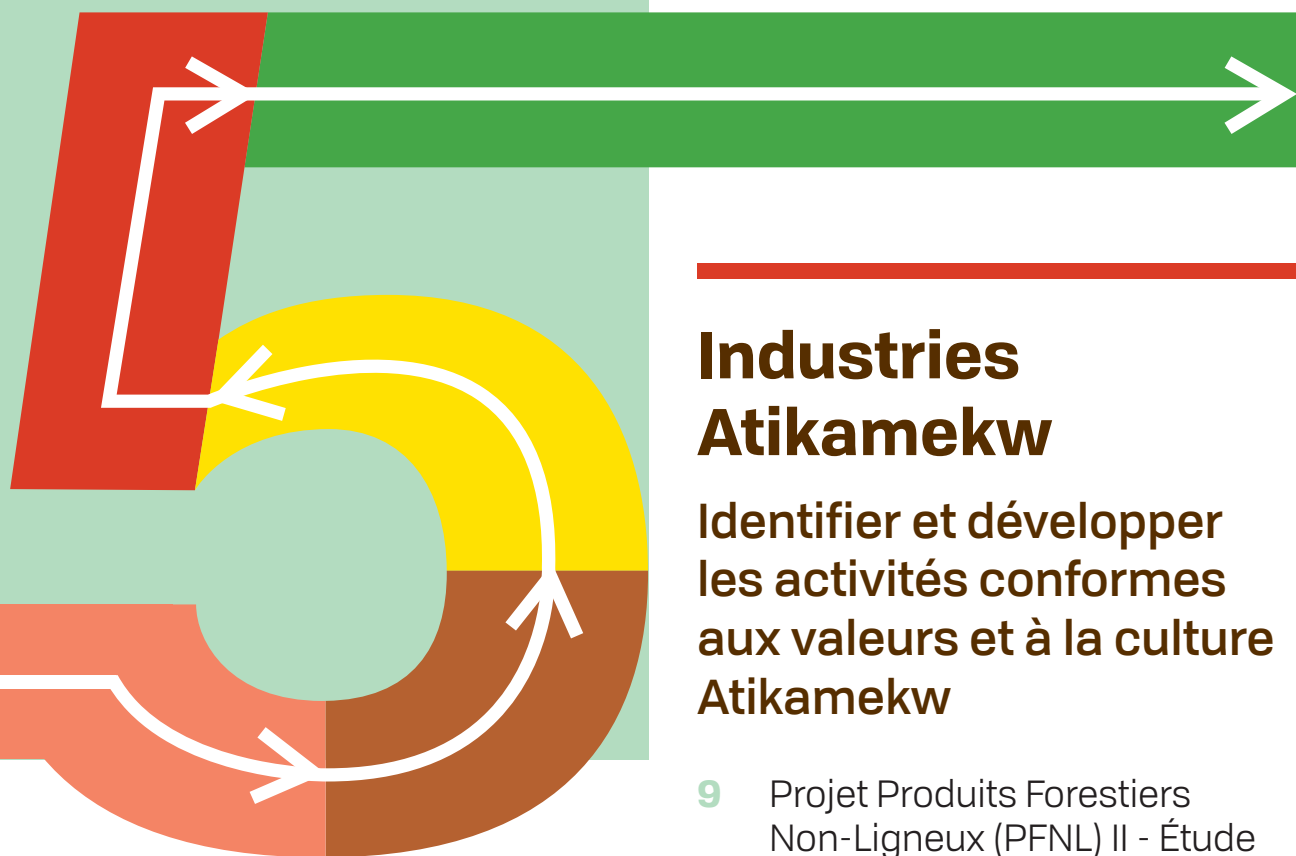 5
Industries
Atikamekw
Identifier et développer
les activités conformes
aux valeurs et à la culture
Atikamekw
9 Projet Produits Forestiers
Non-Ligneux (PFNL) II - Étude